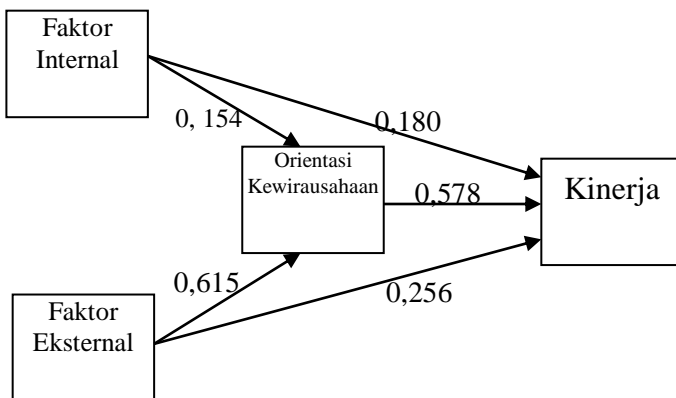 Faktor
Internal
0, 154
0,180
Orientasi
Kewirausahaan
0,578
Kinerja
0,615
0,256
Faktor
Eksternal